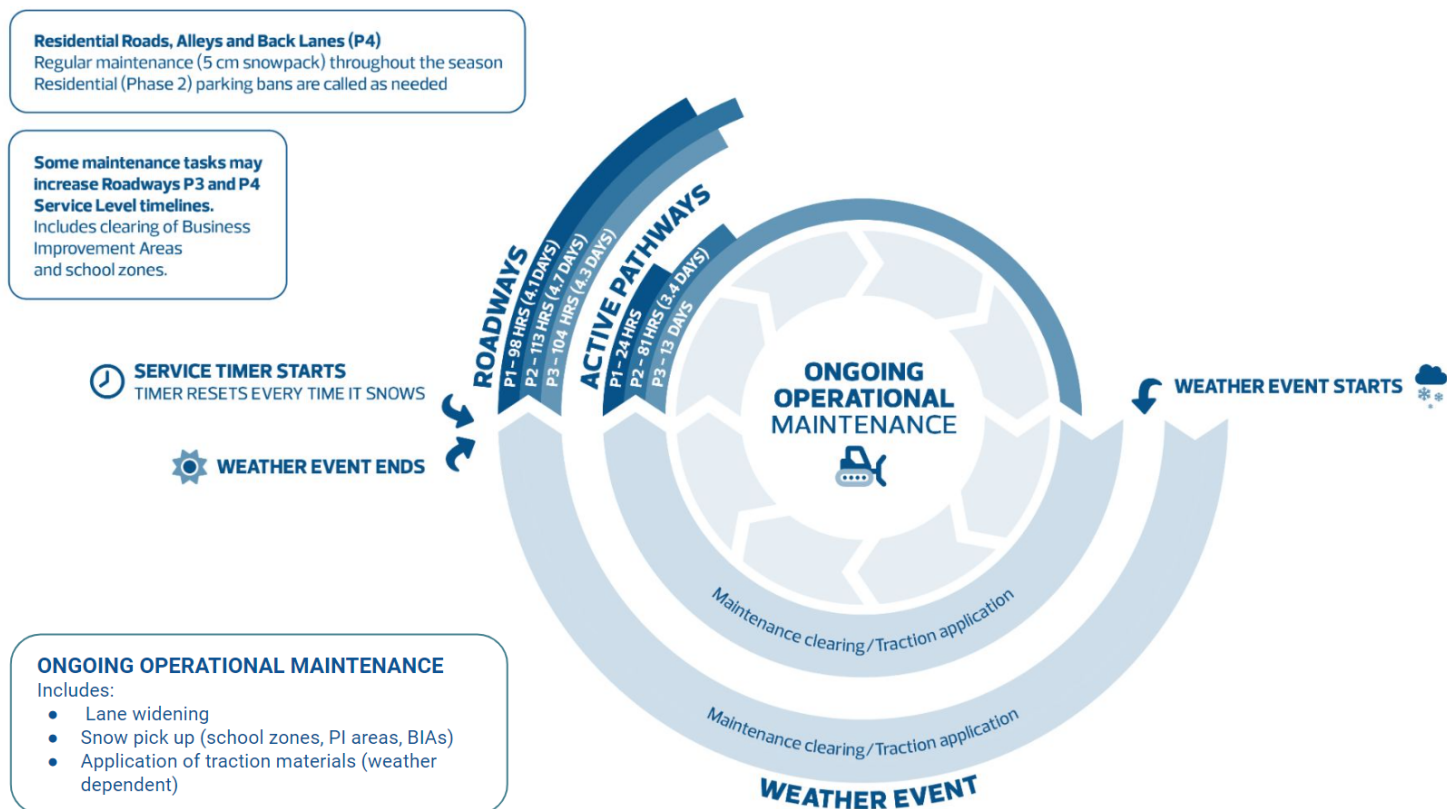 Residential Roads, Alleys and Back Lanes (P4)
Regular maintenance (5 cm snowpack) throughout the season
Residential (Phase 2) parking bans are called as needed
Some maintenance tasks may
increase Roadways P3 and P4
Service Level timelines.
Includes clearing of Business
Improvement Areas
and school zones.
ROADWAYS
P1 – 98 HRS (4.1 DAYS)
P2 – 113 HRS (4.7 DAYS)
P3 – 104 HRS (4.3 DAYS)
ACTIVE PATHWAYS
P1 – 24 HRS
P2 – 81 HRS (3.4 DAYS)
P3 – 13 DAYS
SERVICE TIMER STARTS
TIMER RESETS EVERY TIME IT SNOWS
WEATHER EVENT ENDS
ONGOING
OPERATIONAL
MAINTENANCE
WEATHER EVENT STARTS
Maintenance clearing/Traction application
Maintenance clearing/Traction application
WEATHER EVENT
ONGOING OPERATIONAL MAINTENANCE
Includes:
● Lane widening
● Snow pick up (school zones, PI areas, BIAs)
● Application of traction materials (weather
dependent)